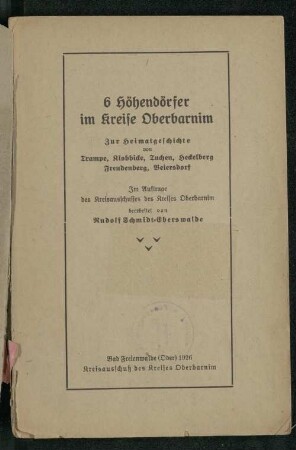 6 Höhendörfer
im Kreise Oberbarnim
Zur Heimatgeschichte
von
Trampe, Klobbicke, Tuchen, Heckelberg
Freudenberg, Beiersdorf
Im Auftrage
des Kreisausschusses des Kreises Oberbarnim
bearbeitet von
Rudolf Schmidt-Eberswalde
Bad Freienwalde (Oder) 1926
Kreisausschuß des Kreises Oberbarnim